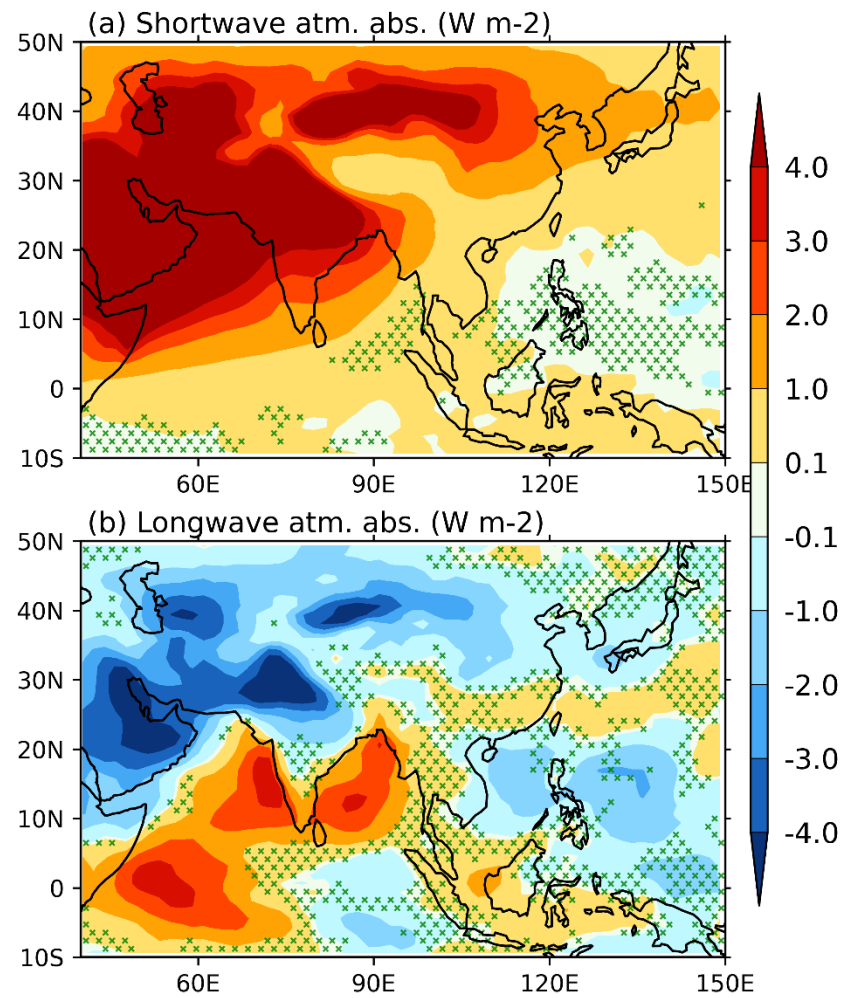 (a) Shortwave atm. abs. (W m-2)
50N
40N
30N
20N
10N
0
10S
60E
90E
120E
150E
4.0
3.0
2.0
1.0
0.1
-0.1
-1.0
-2.0
-3.0
-4.0
(b) Longwave atm. abs. (W m-2)
50N
40N
30N
20N
10N
0
10S
60E
90E
120E
150E